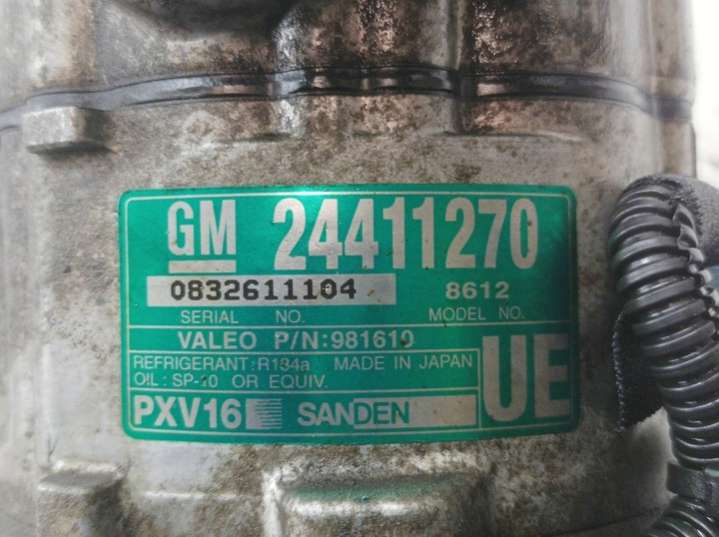 GM 24411270
0832611104 8612
SERIAL NO. MODEL NO.
VALEO P/N:981610
REFRIGERANT:R134a MADE IN JAPAN
OIL: SP-10 OR EQUIV.
UE
PXV16 SANDEN